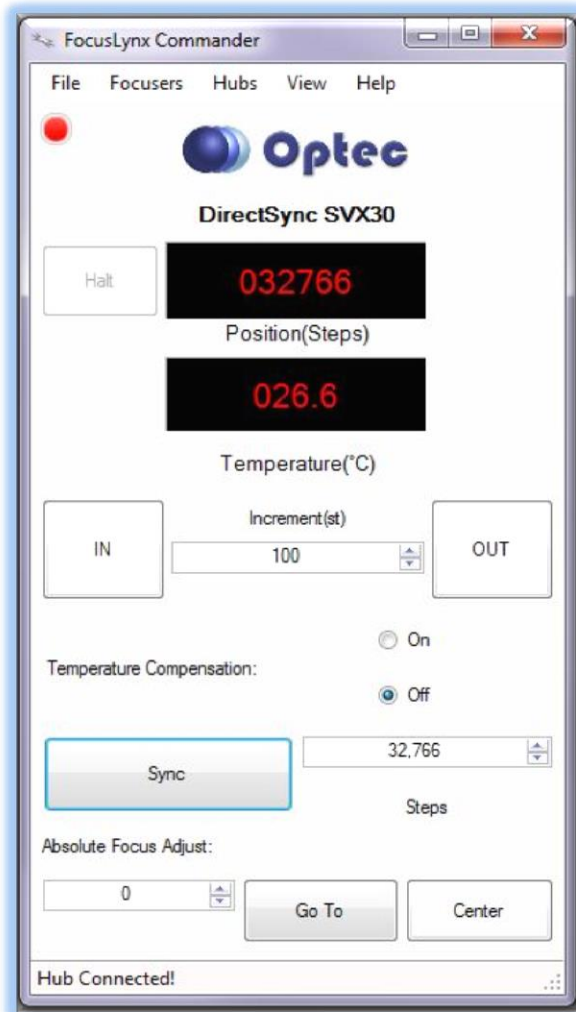 FocusLynx Commander
File Focusers Hubs View Help
Optec
DirectSync SVX30
Halt 032766
Position(Steps)
026.6
Temperature(°C)
Increment(st)
IN 100 OUT
On
Temperature Compensation:
Off
32,766
Sync
Steps
Absolute Focus Adjust:
0 Go To Center
Hub Connected!